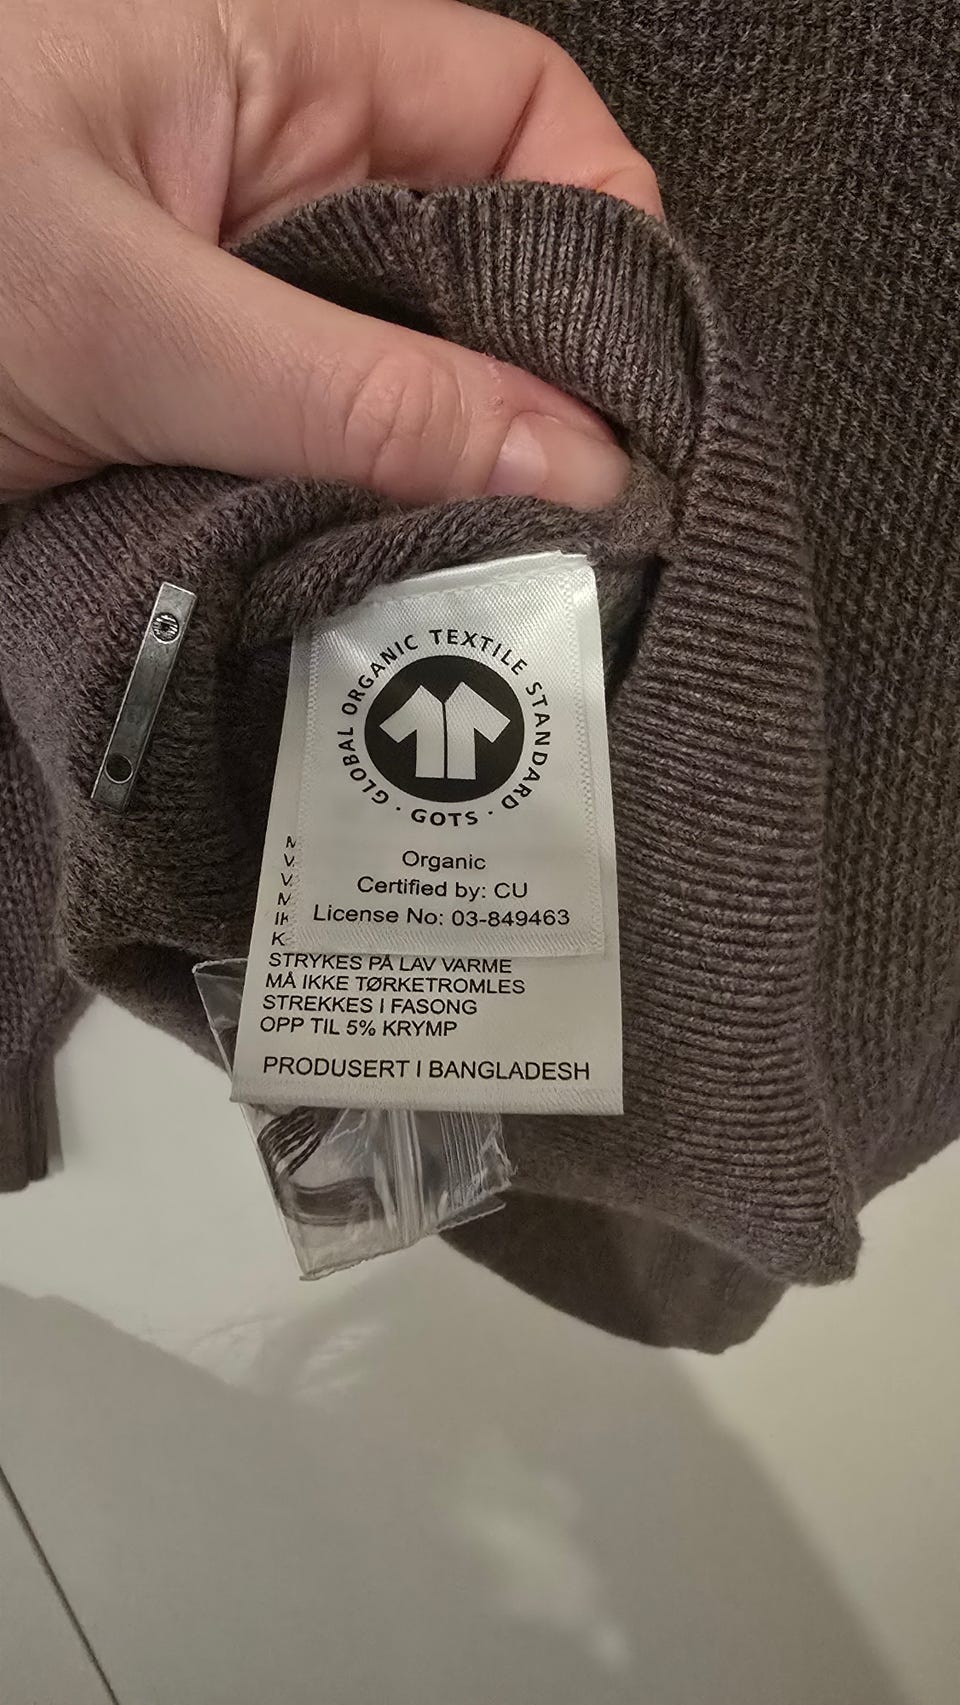 GLOBAL ORGANIC TEXTILE STANDARD
· GOTS ·
Organic
Certified by: CU
License No: 03-849463
STRYKES PÅ LAV VARME
MÅ IKKE TØRKETROMLES
STREKKES I FASONG
OPP TIL 5% KRYMP
PRODUSERT I BANGLADESH